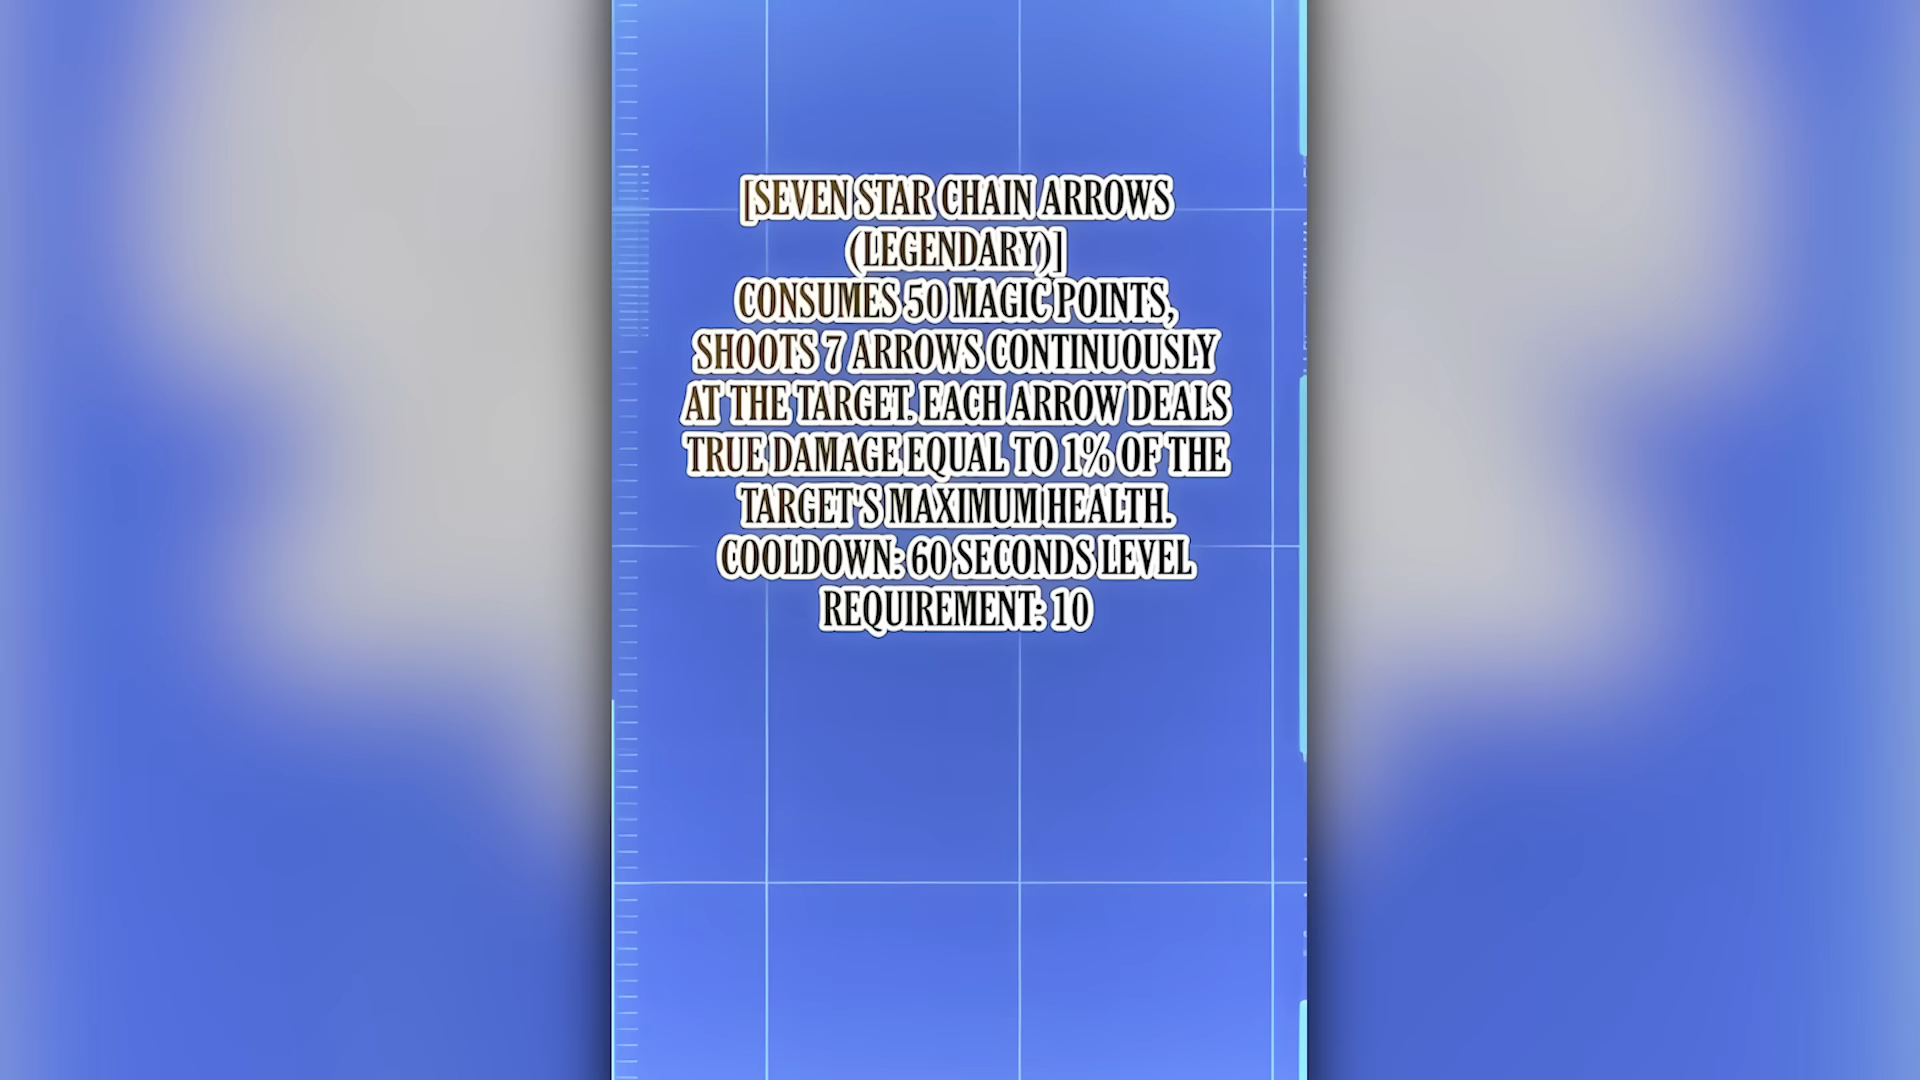 [SEVEN STAR CHAIN ARROWS
(LEGENDARY)]
CONSUMES 50 MAGIC POINTS,
SHOOTS 7 ARROWS CONTINUOUSLY
AT THE TARGET. EACH ARROW DEALS
TRUE DAMAGE EQUAL TO 1% OF THE
TARGET'S MAXIMUM HEALTH.
COOLDOWN: 60 SECONDS LEVEL
REQUIREMENT: 10